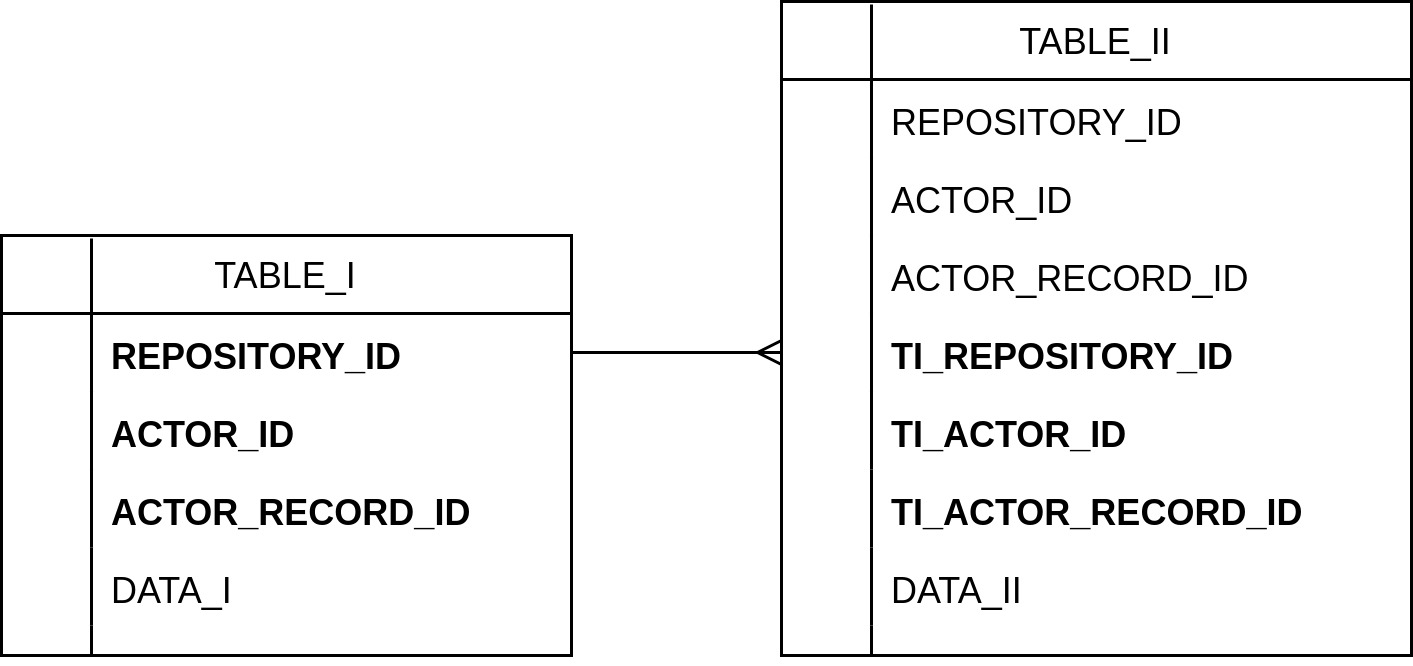 TABLE_I
REPOSITORY_ID
ACTOR_ID
ACTOR_RECORD_ID
DATA_I
TABLE_II
REPOSITORY_ID
ACTOR_ID
ACTOR_RECORD_ID
TI_REPOSITORY_ID
TI_ACTOR_ID
TI_ACTOR_RECORD_ID
DATA_II